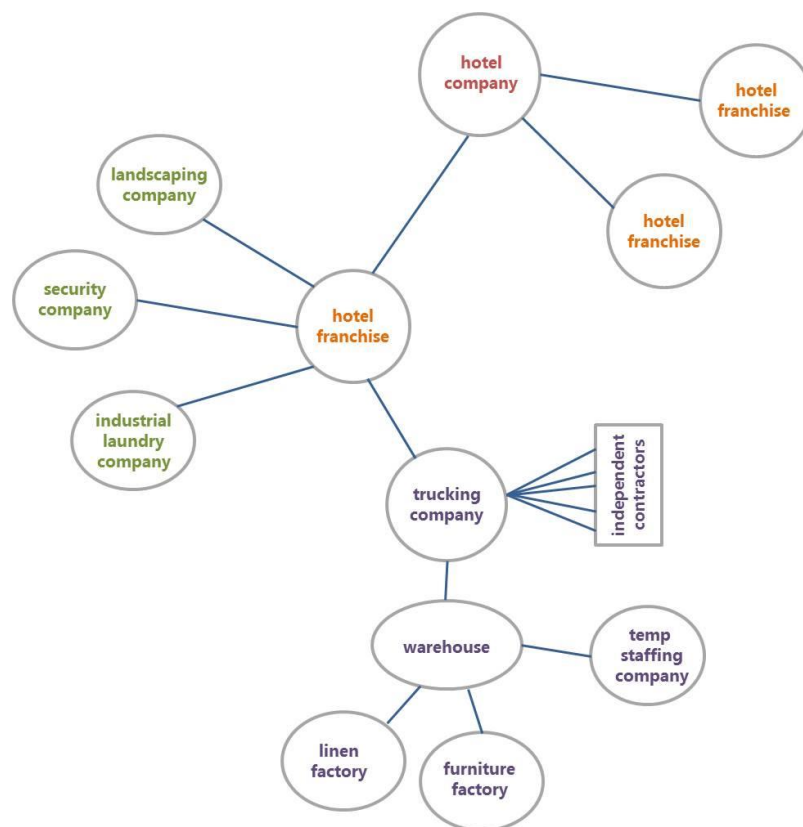 hotel
company
hotel
franchise
hotel
franchise
landscaping
company
security
company
hotel
franchise
industrial
laundry
company
trucking
company
independent
contractors
warehouse
temp
staffing
company
linen
factory
furniture
factory